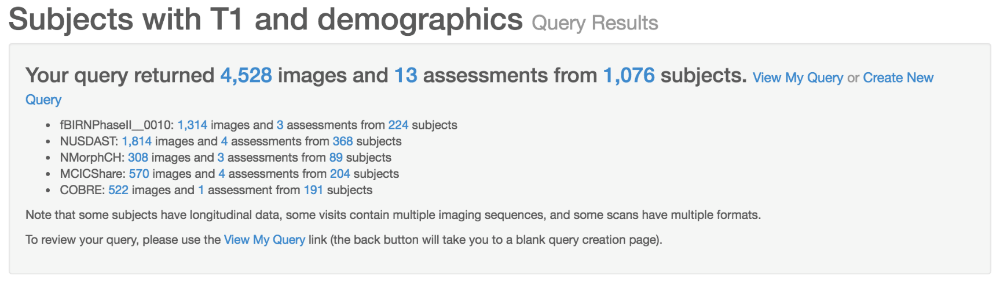 Subjects with T1 and demographics Query Results
Your query returned 4,528 images and 13 assessments from 1,076 subjects. View My Query or Create New
Query
• fBIRNPhaseII__0010: 1,314 images and 3 assessments from 224 subjects
• NUSDAST: 1,814 images and 4 assessments from 368 subjects
• NMorphCH: 308 images and 3 assessments from 89 subjects
• MCICShare: 570 images and 4 assessments from 204 subjects
• COBRE: 522 images and 1 assessment from 191 subjects
Note that some subjects have longitudinal data, some visits contain multiple imaging sequences, and some scans have multiple formats.
To review your query, please use the View My Query link (the back button will take you to a blank query creation page).